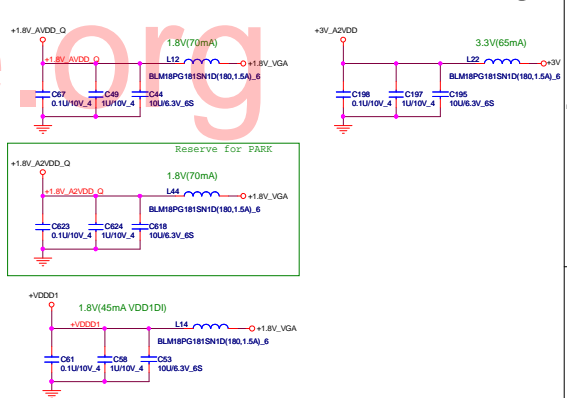 +1.8V_AVDD_Q
1.8V(70mA)
+1.8V_AVDD_Q
L12
+1.8V_VGA
BLM18PG181SN1D(180,1.5A)_6
C67
0.1U/10V_4
C49
1U/10V_4
C44
10U/6.3V_6S
+3V_A2VDD
3.3V(65mA)
L22
+3V
BLM18PG181SN1D(180,1.5A)_6
C198
0.1U/10V_4
C197
1U/10V_4
C195
10U/6.3V_6S
e.org
Reserve for PARK
+1.8V_A2VDD_Q
1.8V(70mA)
+1.8V_A2VDD_Q
L44
+1.8V_VGA
BLM18PG181SN1D(180,1.5A)_6
C623
0.1U/10V_4
C624
1U/10V_4
C618
10U/6.3V_6S
+VDDD1
1.8V(45mA VDD1DI)
+VDDD1
L14
+1.8V_VGA
BLM18PG181SN1D(180,1.5A)_6
C61
0.1U/10V_4
C58
1U/10V_4
C53
10U/6.3V_6S